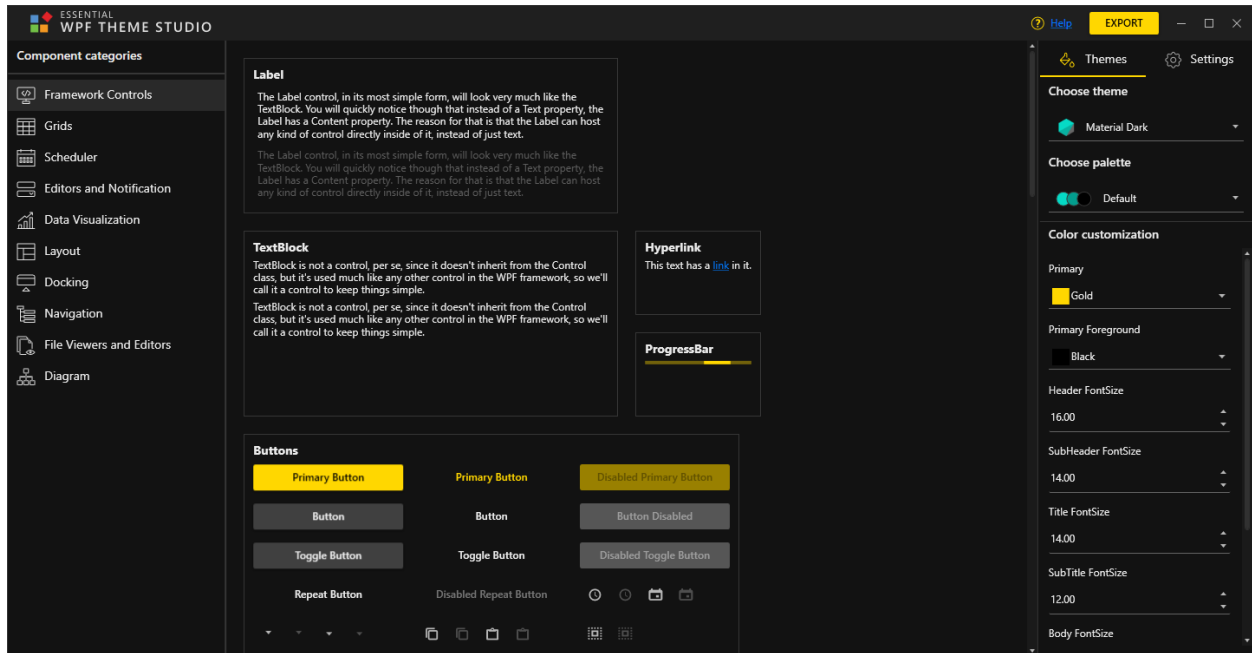 ESSENTIAL
WPF THEME STUDIO
Help
EXPORT
Component categories
Framework Controls
Grids
Scheduler
Editors and Notification
Data Visualization
Layout
Docking
Navigation
File Viewers and Editors
Diagram
Label
The Label control, in its most simple form, will look very much like the
TextBlock. You will quickly notice though that instead of a Text property, the
Label has a Content property. The reason for that is that the Label can host
any kind of control directly inside of it, instead of just text.
The Label control, in its most simple form, will look very much like the
TextBlock. You will quickly notice though that instead of a Text property, the
Label has a Content property. The reason for that is that the Label can host
any kind of control directly inside of it, instead of just text.
TextBlock
TextBlock is not a control, per se, since it doesn't inherit from the Control
class, but it's used much like any other control in the WPF framework, so we'll
call it a control to keep things simple.
TextBlock is not a control, per se, since it doesn't inherit from the Control
class, but it's used much like any other control in the WPF framework, so we'll
call it a control to keep things simple.
Hyperlink
This text has a link in it.
ProgressBar
Buttons
Primary Button
Primary Button
Disabled Primary Button
Button
Button
Button Disabled
Toggle Button
Toggle Button
Disabled Toggle Button
Repeat Button
Disabled Repeat Button
Themes
Settings
Choose theme
Material Dark
Choose palette
Default
Color customization
Primary
Gold
Primary Foreground
Black
Header FontSize
16.00
SubHeader FontSize
14.00
Title FontSize
14.00
SubTitle FontSize
12.00
Body FontSize